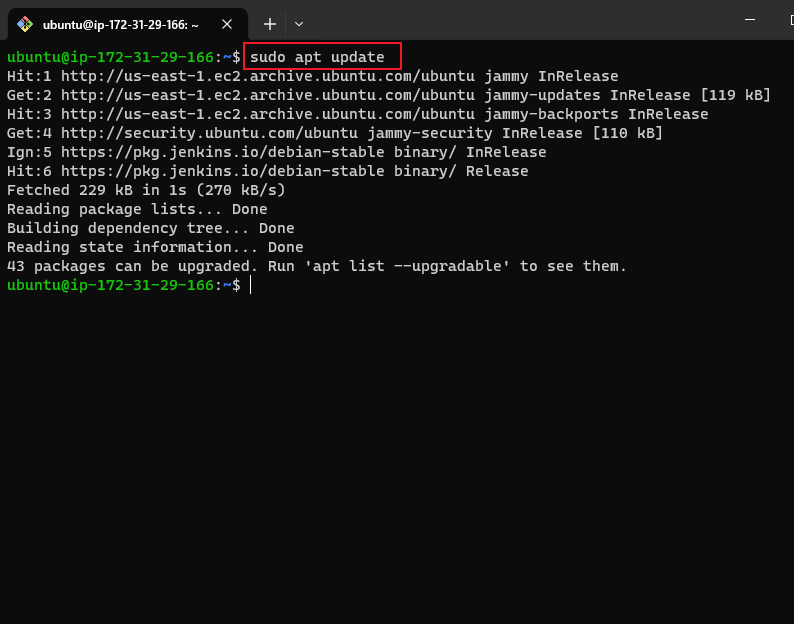 ubuntu@ip-172-31-29-166: ~
ubuntu@ip-172-31-29-166:~$ sudo apt update
Hit:1 http://us-east-1.ec2.archive.ubuntu.com/ubuntu jammy InRelease
Get:2 http://us-east-1.ec2.archive.ubuntu.com/ubuntu jammy-updates InRelease [119 kB]
Hit:3 http://us-east-1.ec2.archive.ubuntu.com/ubuntu jammy-backports InRelease
Get:4 http://security.ubuntu.com/ubuntu jammy-security InRelease [110 kB]
Ign:5 https://pkg.jenkins.io/debian-stable binary/ InRelease
Hit:6 https://pkg.jenkins.io/debian-stable binary/ Release
Fetched 229 kB in 1s (270 kB/s)
Reading package lists... Done
Building dependency tree... Done
Reading state information... Done
43 packages can be upgraded. Run 'apt list --upgradable' to see them.
ubuntu@ip-172-31-29-166:~$